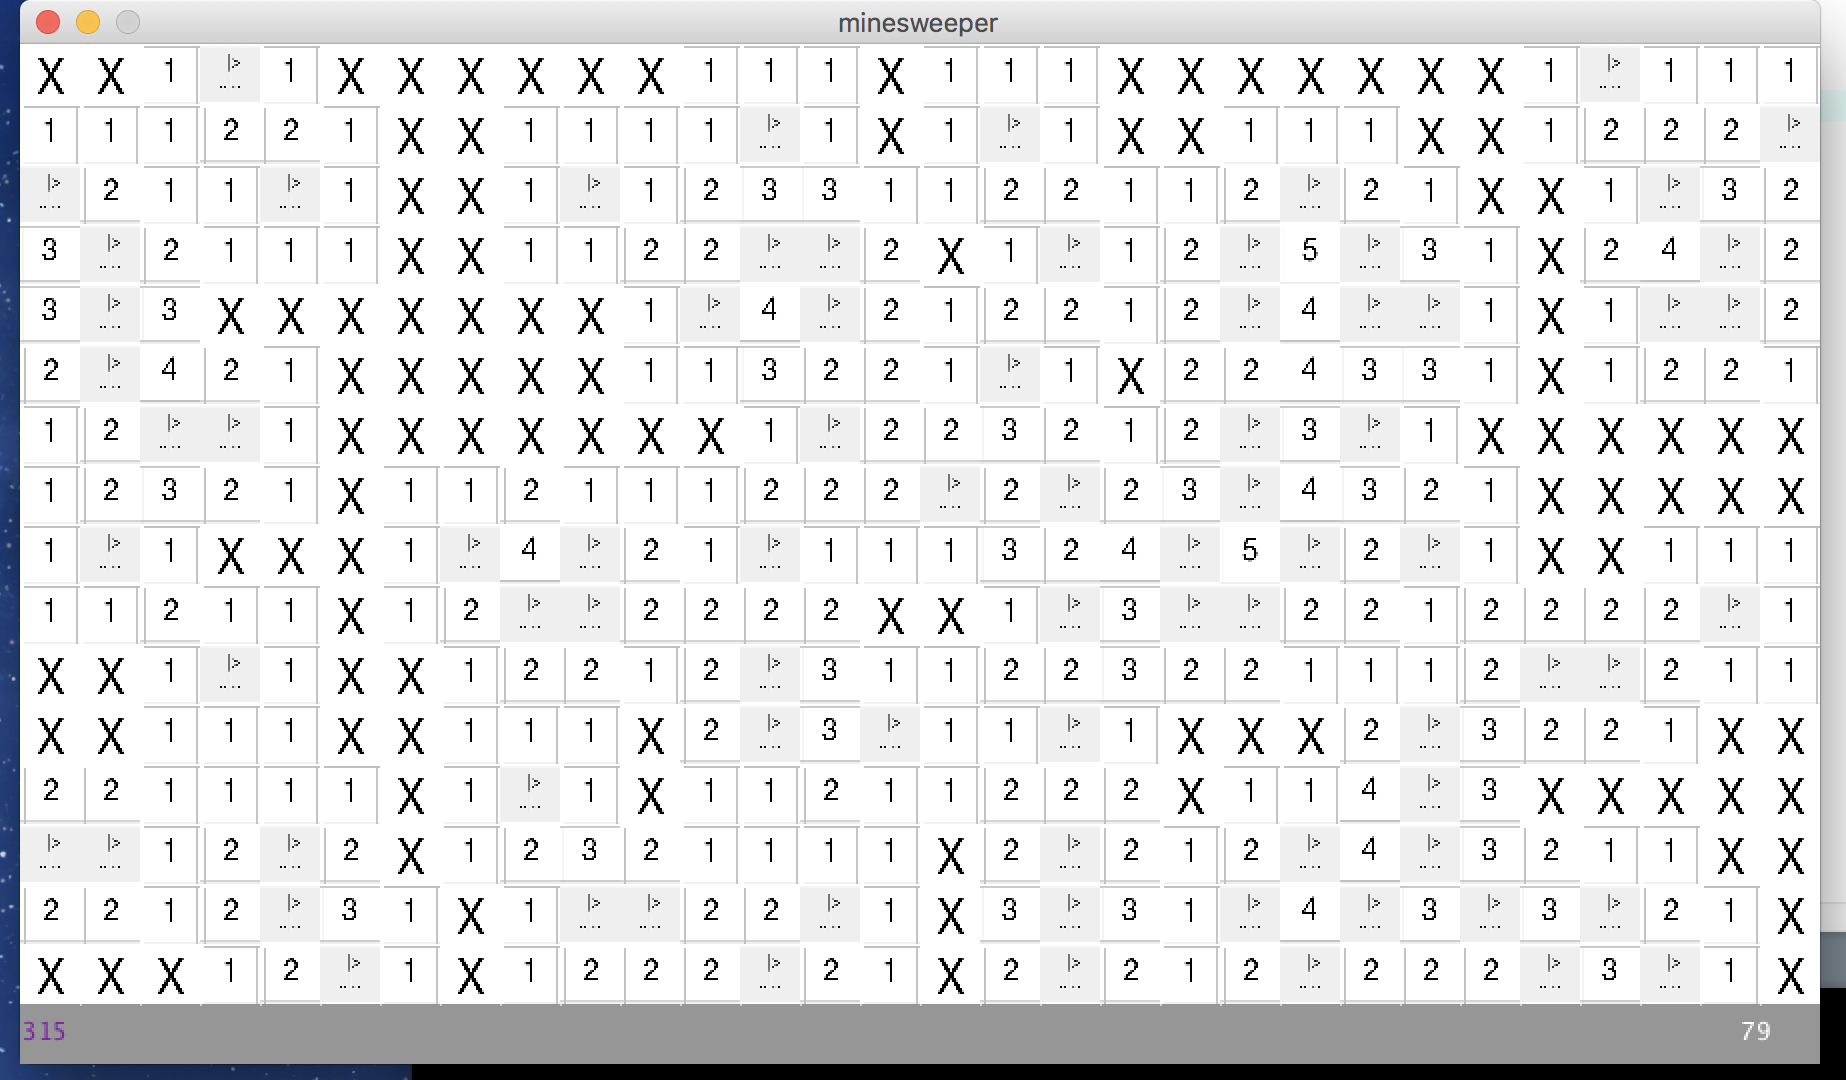 minesweeper
X X 1 |> 1 X X X X X X 1 1 1 X 1 1 1 X X X X X X X 1 |> 1 1 1
1 1 1 2 2 1 X X 1 1 1 1 |> 1 X 1 |> 1 X X 1 1 1 X X 1 2 2 2 |>
|> 2 1 1 |> 1 X X 1 |> 1 2 3 3 1 1 2 2 1 1 2 |> 2 1 X X 1 |> 3 2
3 |> 2 1 1 1 X X 1 1 2 2 |> |> 2 X 1 |> 1 2 |> 5 |> 3 1 X 2 4 |> 2
3 |> 3 X X X X X X X 1 |> 4 |> 2 1 2 2 1 2 |> 4 |> |> 1 X 1 |> |> 2
2 |> 4 2 1 X X X X X 1 1 3 2 2 1 |> 1 X 2 2 4 3 3 1 X 1 2 2 1
1 2 |> |> 1 X X X X X X X 1 |> 2 2 3 2 1 2 |> 3 |> 1 X X X X X X
1 2 3 2 1 X 1 1 2 1 1 1 2 2 2 |> 2 |> 2 3 |> 4 3 2 1 X X X X X
1 |> 1 X X X 1 |> 4 |> 2 1 |> 1 1 1 3 2 4 |> 5 |> 2 |> 1 X X 1 1 1
1 1 2 1 1 X 1 2 |> |> 2 2 2 2 X X 1 |> 3 |> |> 2 2 1 2 2 2 2 |> 1
X X 1 |> 1 X X 1 2 2 1 2 |> 3 1 1 2 2 3 2 2 1 1 1 2 |> |> 2 1 1
X X 1 1 1 X X 1 1 1 X 2 |> 3 |> 1 1 |> 1 X X X 2 |> 3 2 2 1 X X
2 2 1 1 1 1 X 1 |> 1 X 1 1 2 1 1 2 2 2 X 1 1 4 |> 3 X X X X X
|> |> 1 2 |> 2 X 1 2 3 2 1 1 1 1 X 2 |> 2 1 2 |> 4 |> 3 2 1 1 X X
2 2 1 2 |> 3 1 X 1 |> |> 2 2 |> 1 X 3 |> 3 1 |> 4 |> 3 |> 3 |> 2 1 X
X X X 1 2 |> 1 X 1 2 2 2 |> 2 1 X 2 |> 2 1 2 |> 2 2 2 |> 3 |> 1 X
315 79